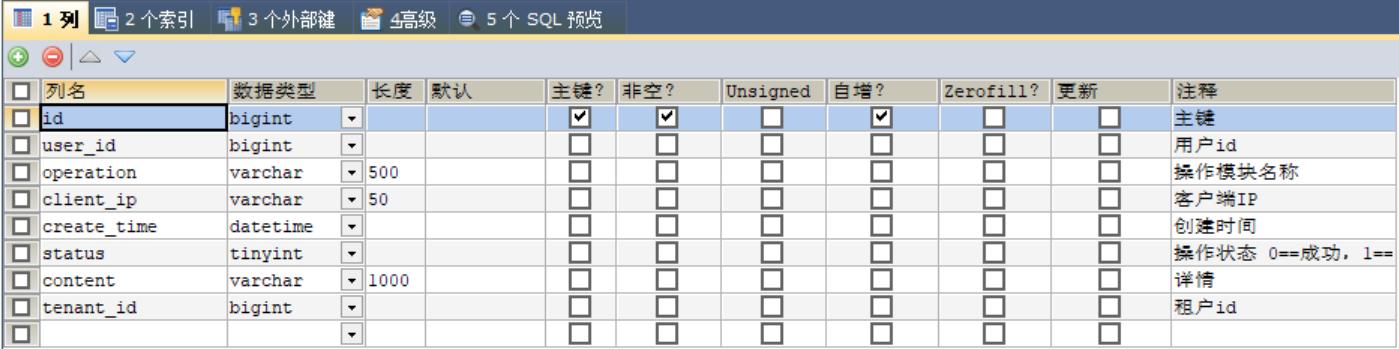 1 列 2 个索引 3 个外部键 4高级 5 个 SQL 预览
列名 数据类型 长度 默认 主键? 非空? Unsigned 自增? Zerofill? 更新 注释
id bigint 主键
user_id bigint 用户id
operation varchar 500 操作模块名称
client_ip varchar 50 客户端IP
create_time datetime 创建时间
status tinyint 操作状态 0==成功, 1==
content varchar 1000 详情
tenant_id bigint 租户id